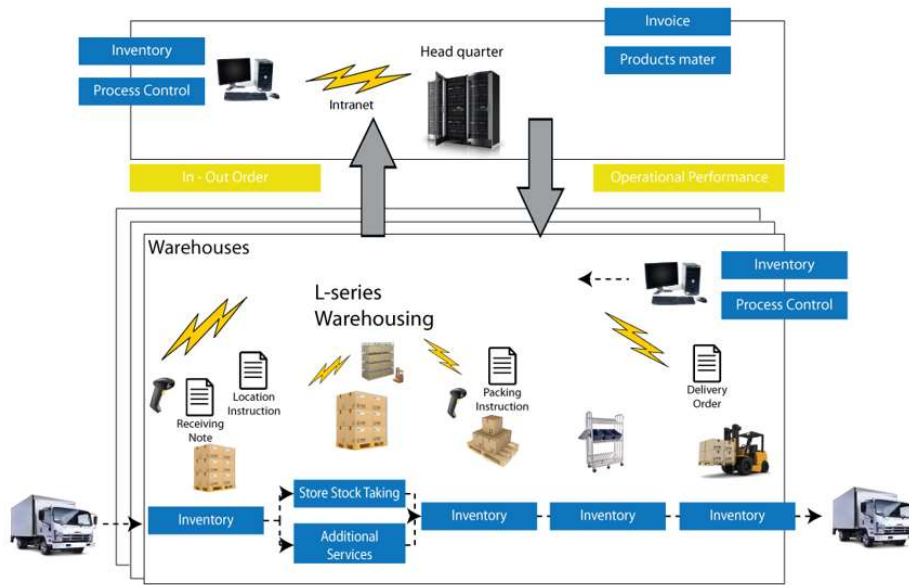 Invoice
Inventory
Head quarter
Products mater
Process Control
Intranet
In - Out Order
Operational Performance
Warehouses
Inventory
L-series
Warehousing
Process Control
Location
Instruction
Receiving
Note
Packing
Instruction
Delivery
Order
Store Stock Taking
Inventory
Additional
Services
Inventory
Inventory
Inventory